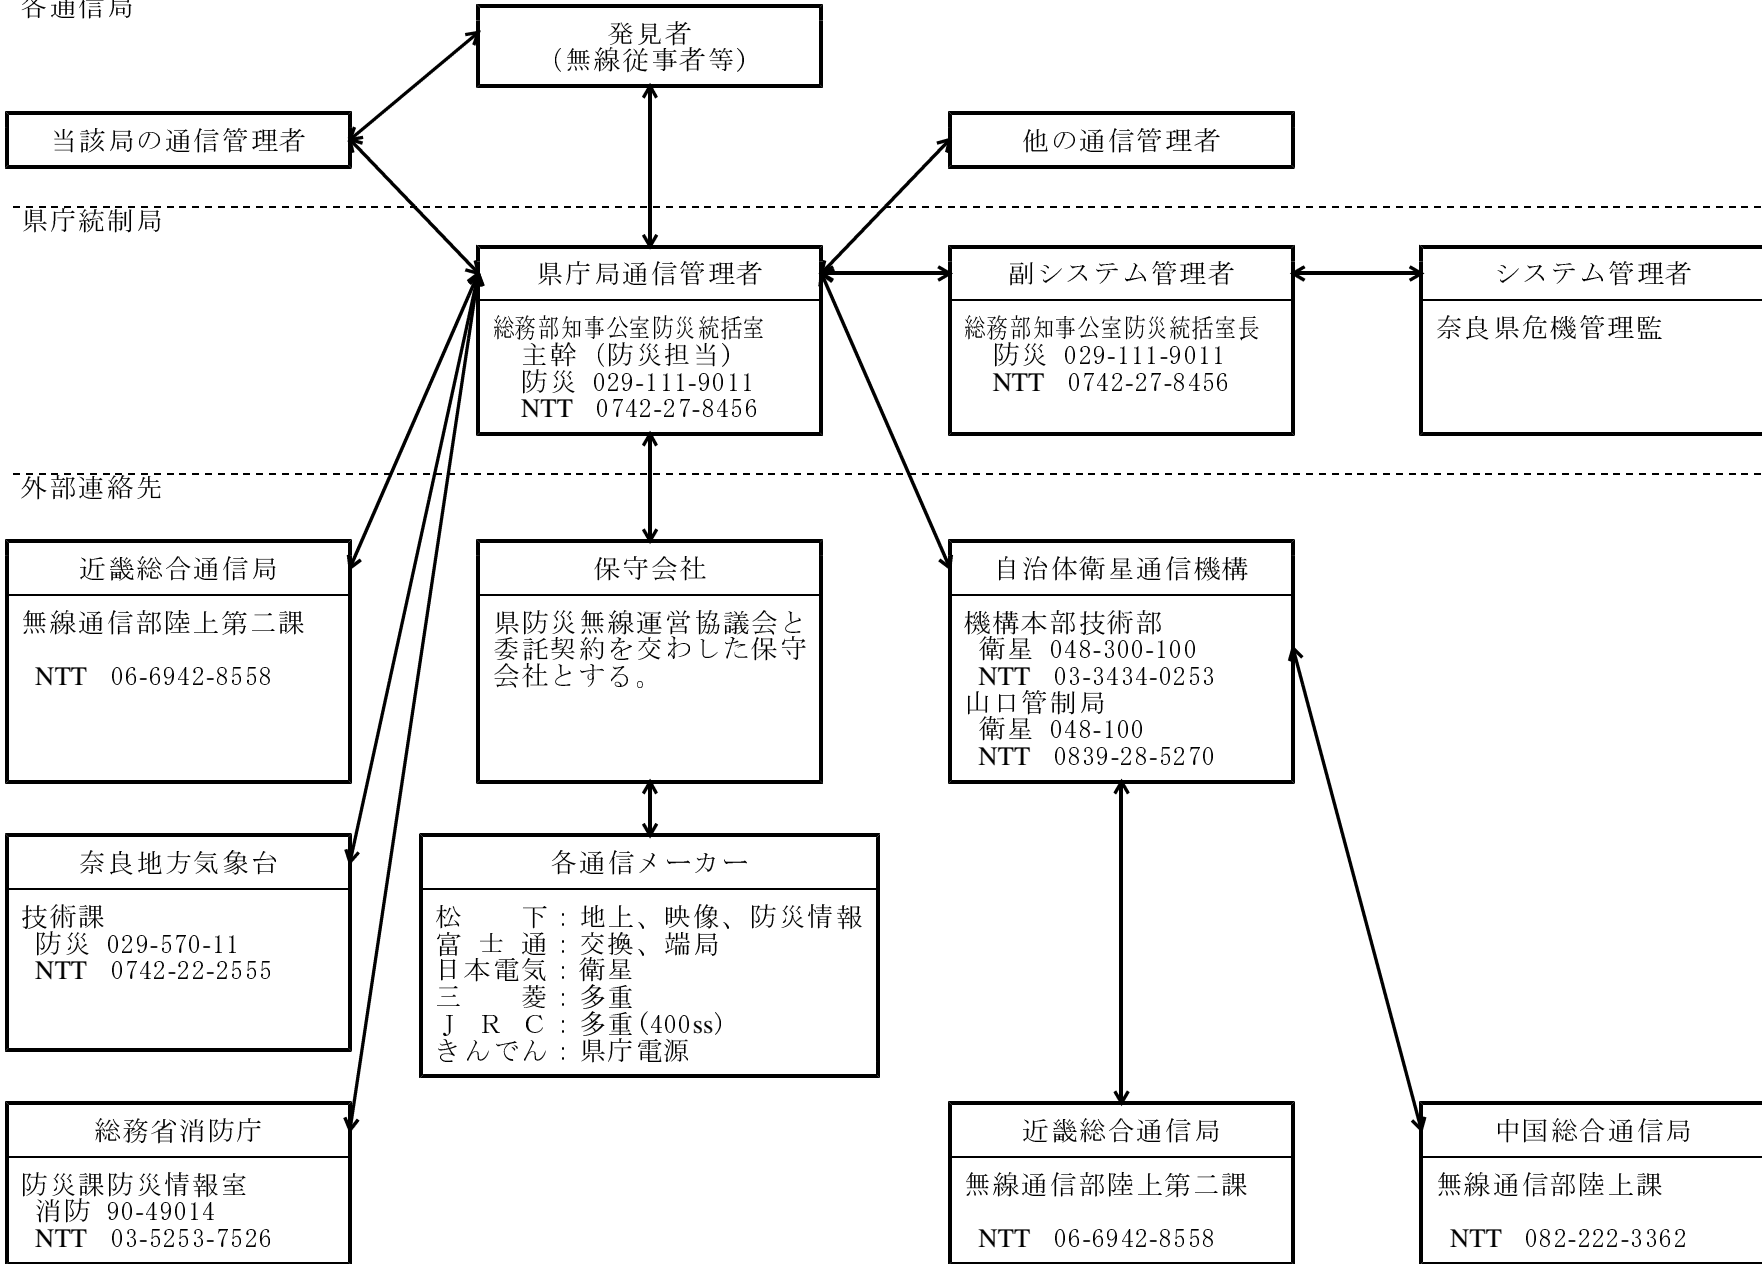 各通信局
発見者
（無線従事者等）
当該局の通信管理者
他の通信管理者
県庁統制局
県庁局通信管理者
総務部知事公室防災統括室
主幹（防災担当）
防災 029-111-9011
NTT 0742-27-8456
副システム管理者
総務部知事公室防災統括室長
防災 029-111-9011
NTT 0742-27-8456
システム管理者
奈良県危機管理監
外部連絡先
近畿総合通信局
無線通信部陸上第二課
NTT 06-6942-8558
保守会社
県防災無線運営協議会と
委託契約を交わした保守
会社とする。
自治体衛星通信機構
機構本部技術部
衛星 048-300-100
NTT 03-3434-0253
山口管制局
衛星 048-100
NTT 0839-28-5270
奈良地方気象台
技術課
防災 029-570-11
NTT 0742-22-2555
各通信メーカー
松　　下：地上、映像、防災情報
富 士 通：交換、端局
日本電気：衛星
三　　菱：多重
Ｊ Ｒ Ｃ：多重(400ss)
きんでん：県庁電源
総務省消防庁
防災課防災情報室
消防 90-49014
NTT 03-5253-7526
近畿総合通信局
無線通信部陸上第二課
NTT 06-6942-8558
中国総合通信局
無線通信部陸上課
NTT 082-222-3362